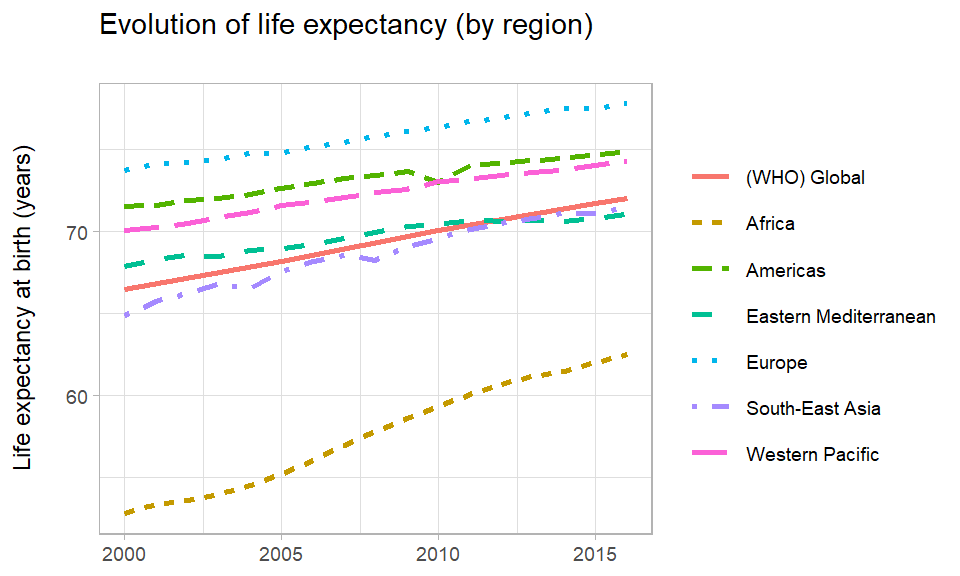 Evolution of life expectancy (by region)
Life expectancy at birth (years)
70
60
2000 2005 2010 2015
(WHO) Global
Africa
Americas
Eastern Mediterranean
Europe
South-East Asia
Western Pacific